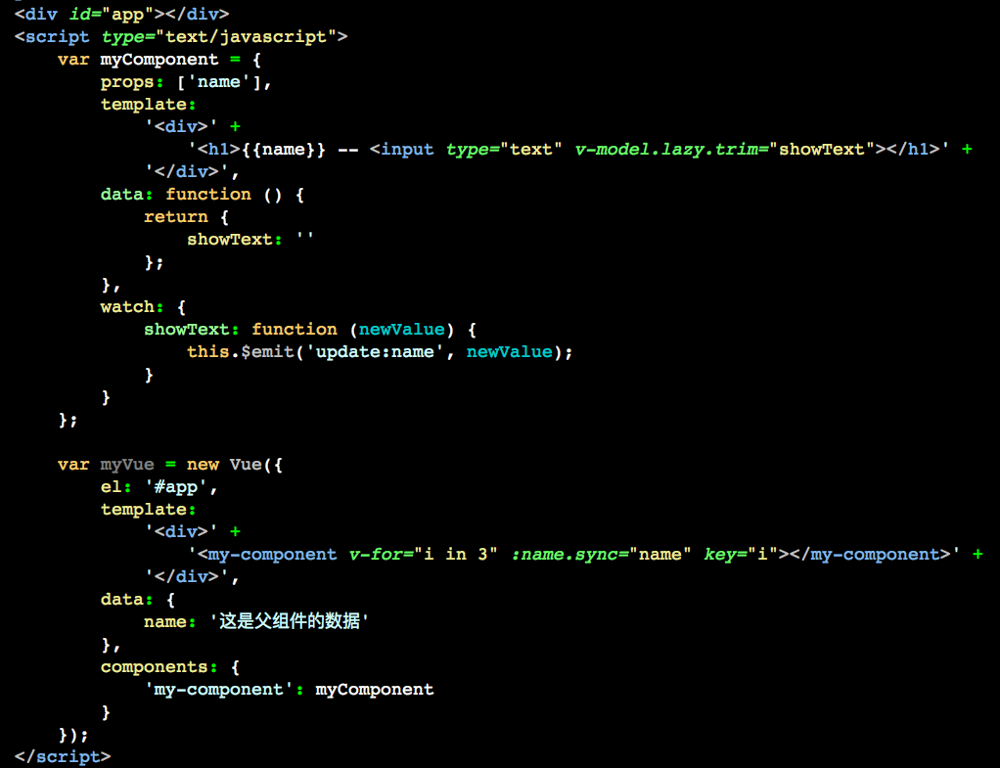 <div id="app"></div>
<script type="text/javascript">
    var myComponent = {
        props: ['name'],
        template:
            '<div>' +
                '<h1>{{name}} -- <input type="text" v-model.lazy.trim="showText"></h1>' +
            '</div>',
        data: function () {
            return {
                showText: ''
            };
        },
        watch: {
            showText: function (newValue) {
                this.$emit('update:name', newValue);
            }
        }
    };

    var myVue = new Vue({
        el: '#app',
        template:
            '<div>' +
                '<my-component v-for="i in 3" :name.sync="name" key="i"></my-component>' +
            '</div>',
        data: {
            name: '这是父组件的数据'
        },
        components: {
            'my-component': myComponent
        }
    });
</script>